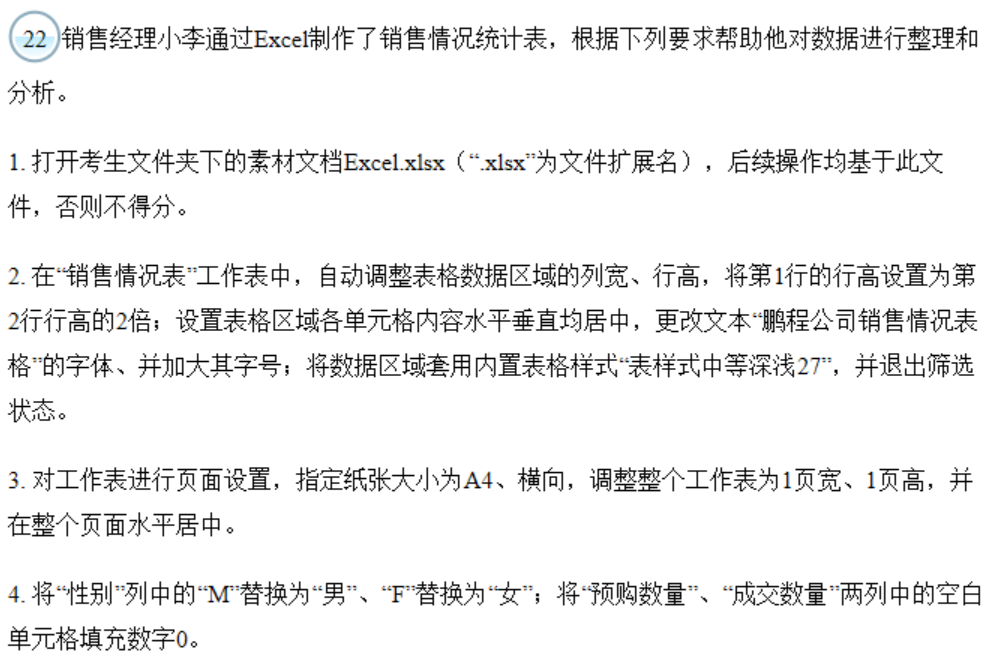 22 销售经理小李通过Excel制作了销售情况统计表，根据下列要求帮助他对数据进行整理和
分析。
1. 打开考生文件夹下的素材文档Excel.xlsx（“.xlsx”为文件扩展名），后续操作均基于此文
件，否则不得分。
2. 在“销售情况表”工作表中，自动调整表格数据区域的列宽、行高，将第1行的行高设置为第
2行行高的2倍；设置表格区域各单元格内容水平垂直均居中，更改文本“鹏程公司销售情况表
格”的字体、并加大其字号；将数据区域套用内置表格样式“表样式中等深浅27”，并退出筛选
状态。
3. 对工作表进行页面设置，指定纸张大小为A4、横向，调整整个工作表为1页宽、1页高，并
在整个页面水平居中。
4. 将“性别”列中的“M”替换为“男”、“F”替换为“女”；将“预购数量”、“成交数量”两列中的空白
单元格填充数字0。